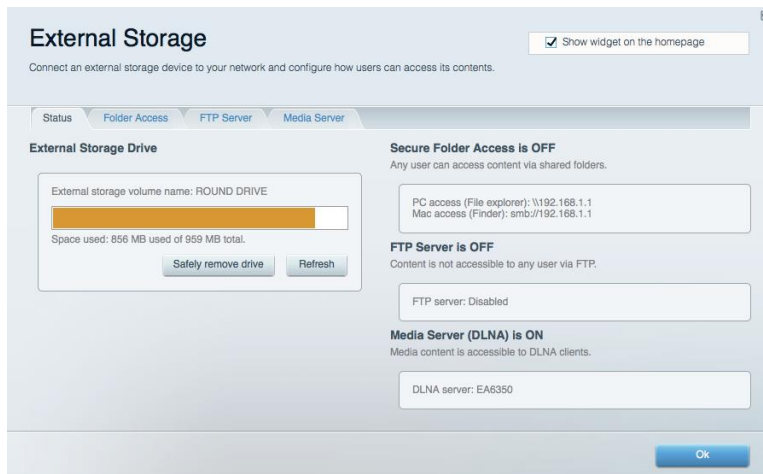 External Storage
Show widget on the homepage
Connect an external storage device to your network and configure how users can access its contents.
Status
Folder Access
FTP Server
Media Server
External Storage Drive
External storage volume name: ROUND DRIVE
Space used: 856 MB used of 959 MB total.
Safely remove drive
Refresh
Secure Folder Access is OFF
Any user can access content via shared folders.
PC access (File explorer): \\192.168.1.1
Mac access (Finder): smb://192.168.1.1
FTP Server is OFF
Content is not accessible to any user via FTP.
FTP server: Disabled
Media Server (DLNA) is ON
Media content is accessible to DLNA clients.
DLNA server: EA6350
Ok